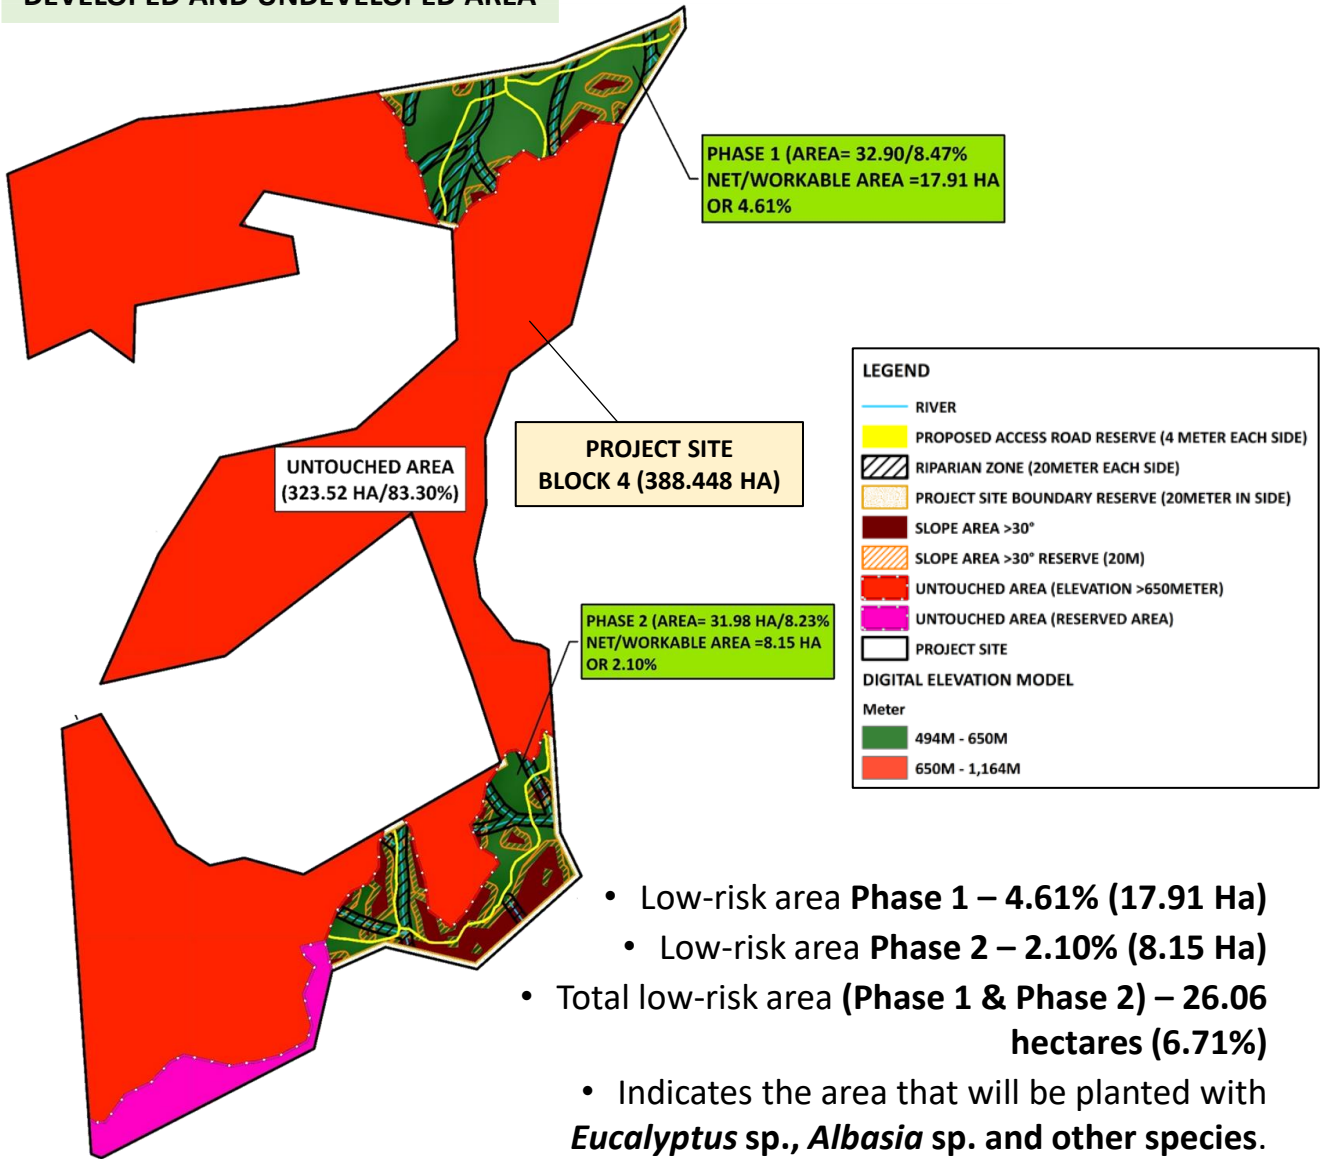 DEVELOPED AND UNDEVELOPED AREA
PHASE 1 (AREA= 32.90/8.47%
NET/WORKABLE AREA =17.91 HA
OR 4.61%
PROJECT SITE
BLOCK 4 (388.448 HA)
UNTOUCHED AREA
(323.52 HA/83.30%)
PHASE 2 (AREA= 31.98 HA/8.23%
NET/WORKABLE AREA =8.15 HA
OR 2.10%
LEGEND
RIVER
PROPOSED ACCESS ROAD RESERVE (4 METER EACH SIDE)
RIPARIAN ZONE (20METER EACH SIDE)
PROJECT SITE BOUNDARY RESERVE (20METER IN SIDE)
SLOPE AREA >30°
SLOPE AREA >30° RESERVE (20M)
UNTOUCHED AREA (ELEVATION >650METER)
UNTOUCHED AREA (RESERVED AREA)
PROJECT SITE
DIGITAL ELEVATION MODEL
Meter
494M - 650M
650M - 1,164M
• Low-risk area Phase 1 – 4.61% (17.91 Ha)
• Low-risk area Phase 2 – 2.10% (8.15 Ha)
• Total low-risk area (Phase 1 & Phase 2) – 26.06
hectares (6.71%)
• Indicates the area that will be planted with
Eucalyptus sp., Albasia sp. and other species.